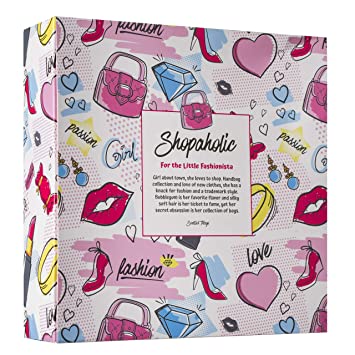 fashion
passion
Girl
Shopaholic
For the Little Fashionista
Girl about town, she loves to shop. Handbag
collection and love of new clothes, she has a
knack for fashion and a trademark style.
Bubblegum is her favorite flavor and silky
soft hair is her ticket to fame, yet her
secret obsession is her collection of bags.
passion
love
fashion